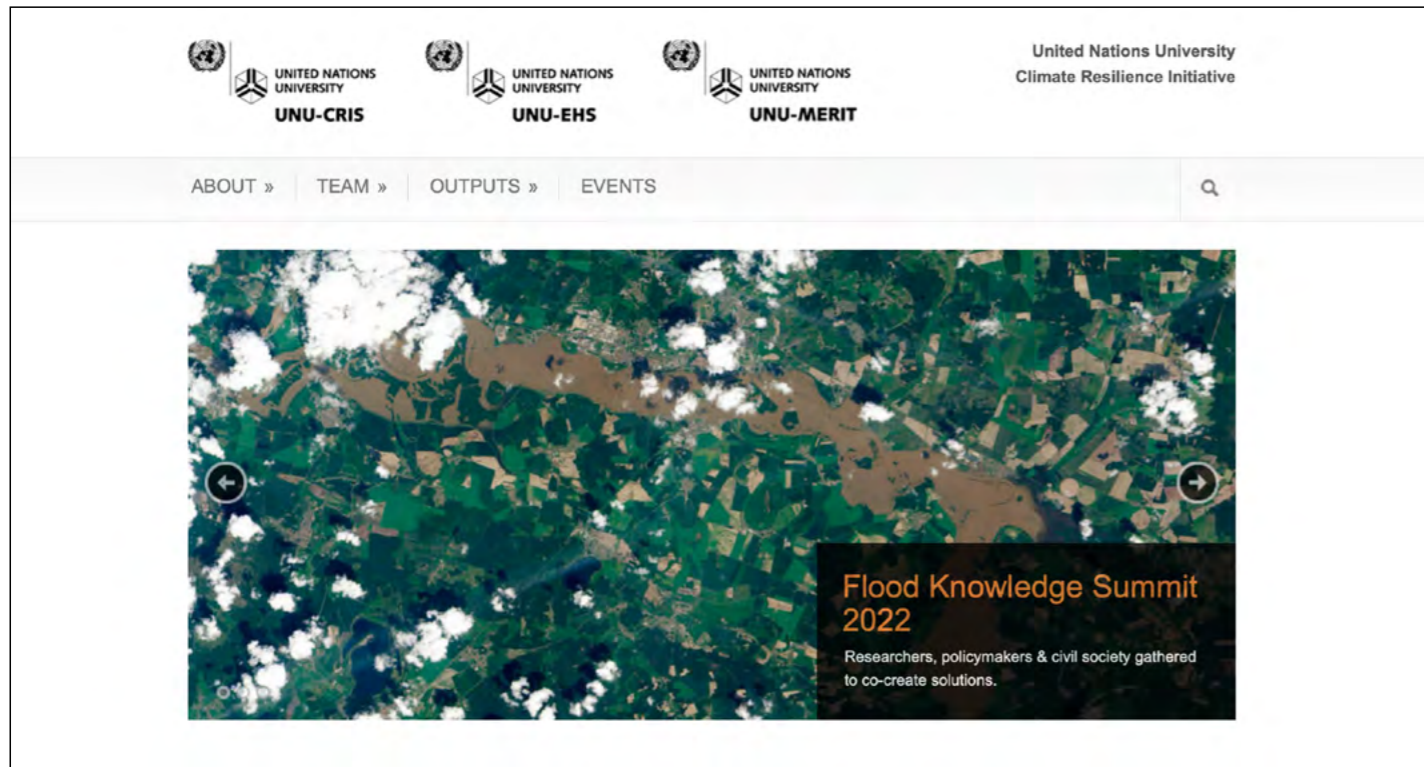 UNITED NATIONS
UNIVERSITY
UNU-CRIS
UNITED NATIONS
UNIVERSITY
UNU-EHS
UNITED NATIONS
UNIVERSITY
UNU-MERIT
United Nations University
Climate Resilience Initiative
ABOUT » TEAM » OUTPUTS » EVENTS
Flood Knowledge Summit
2022
Researchers, policymakers & civil society gathered
to co-create solutions.